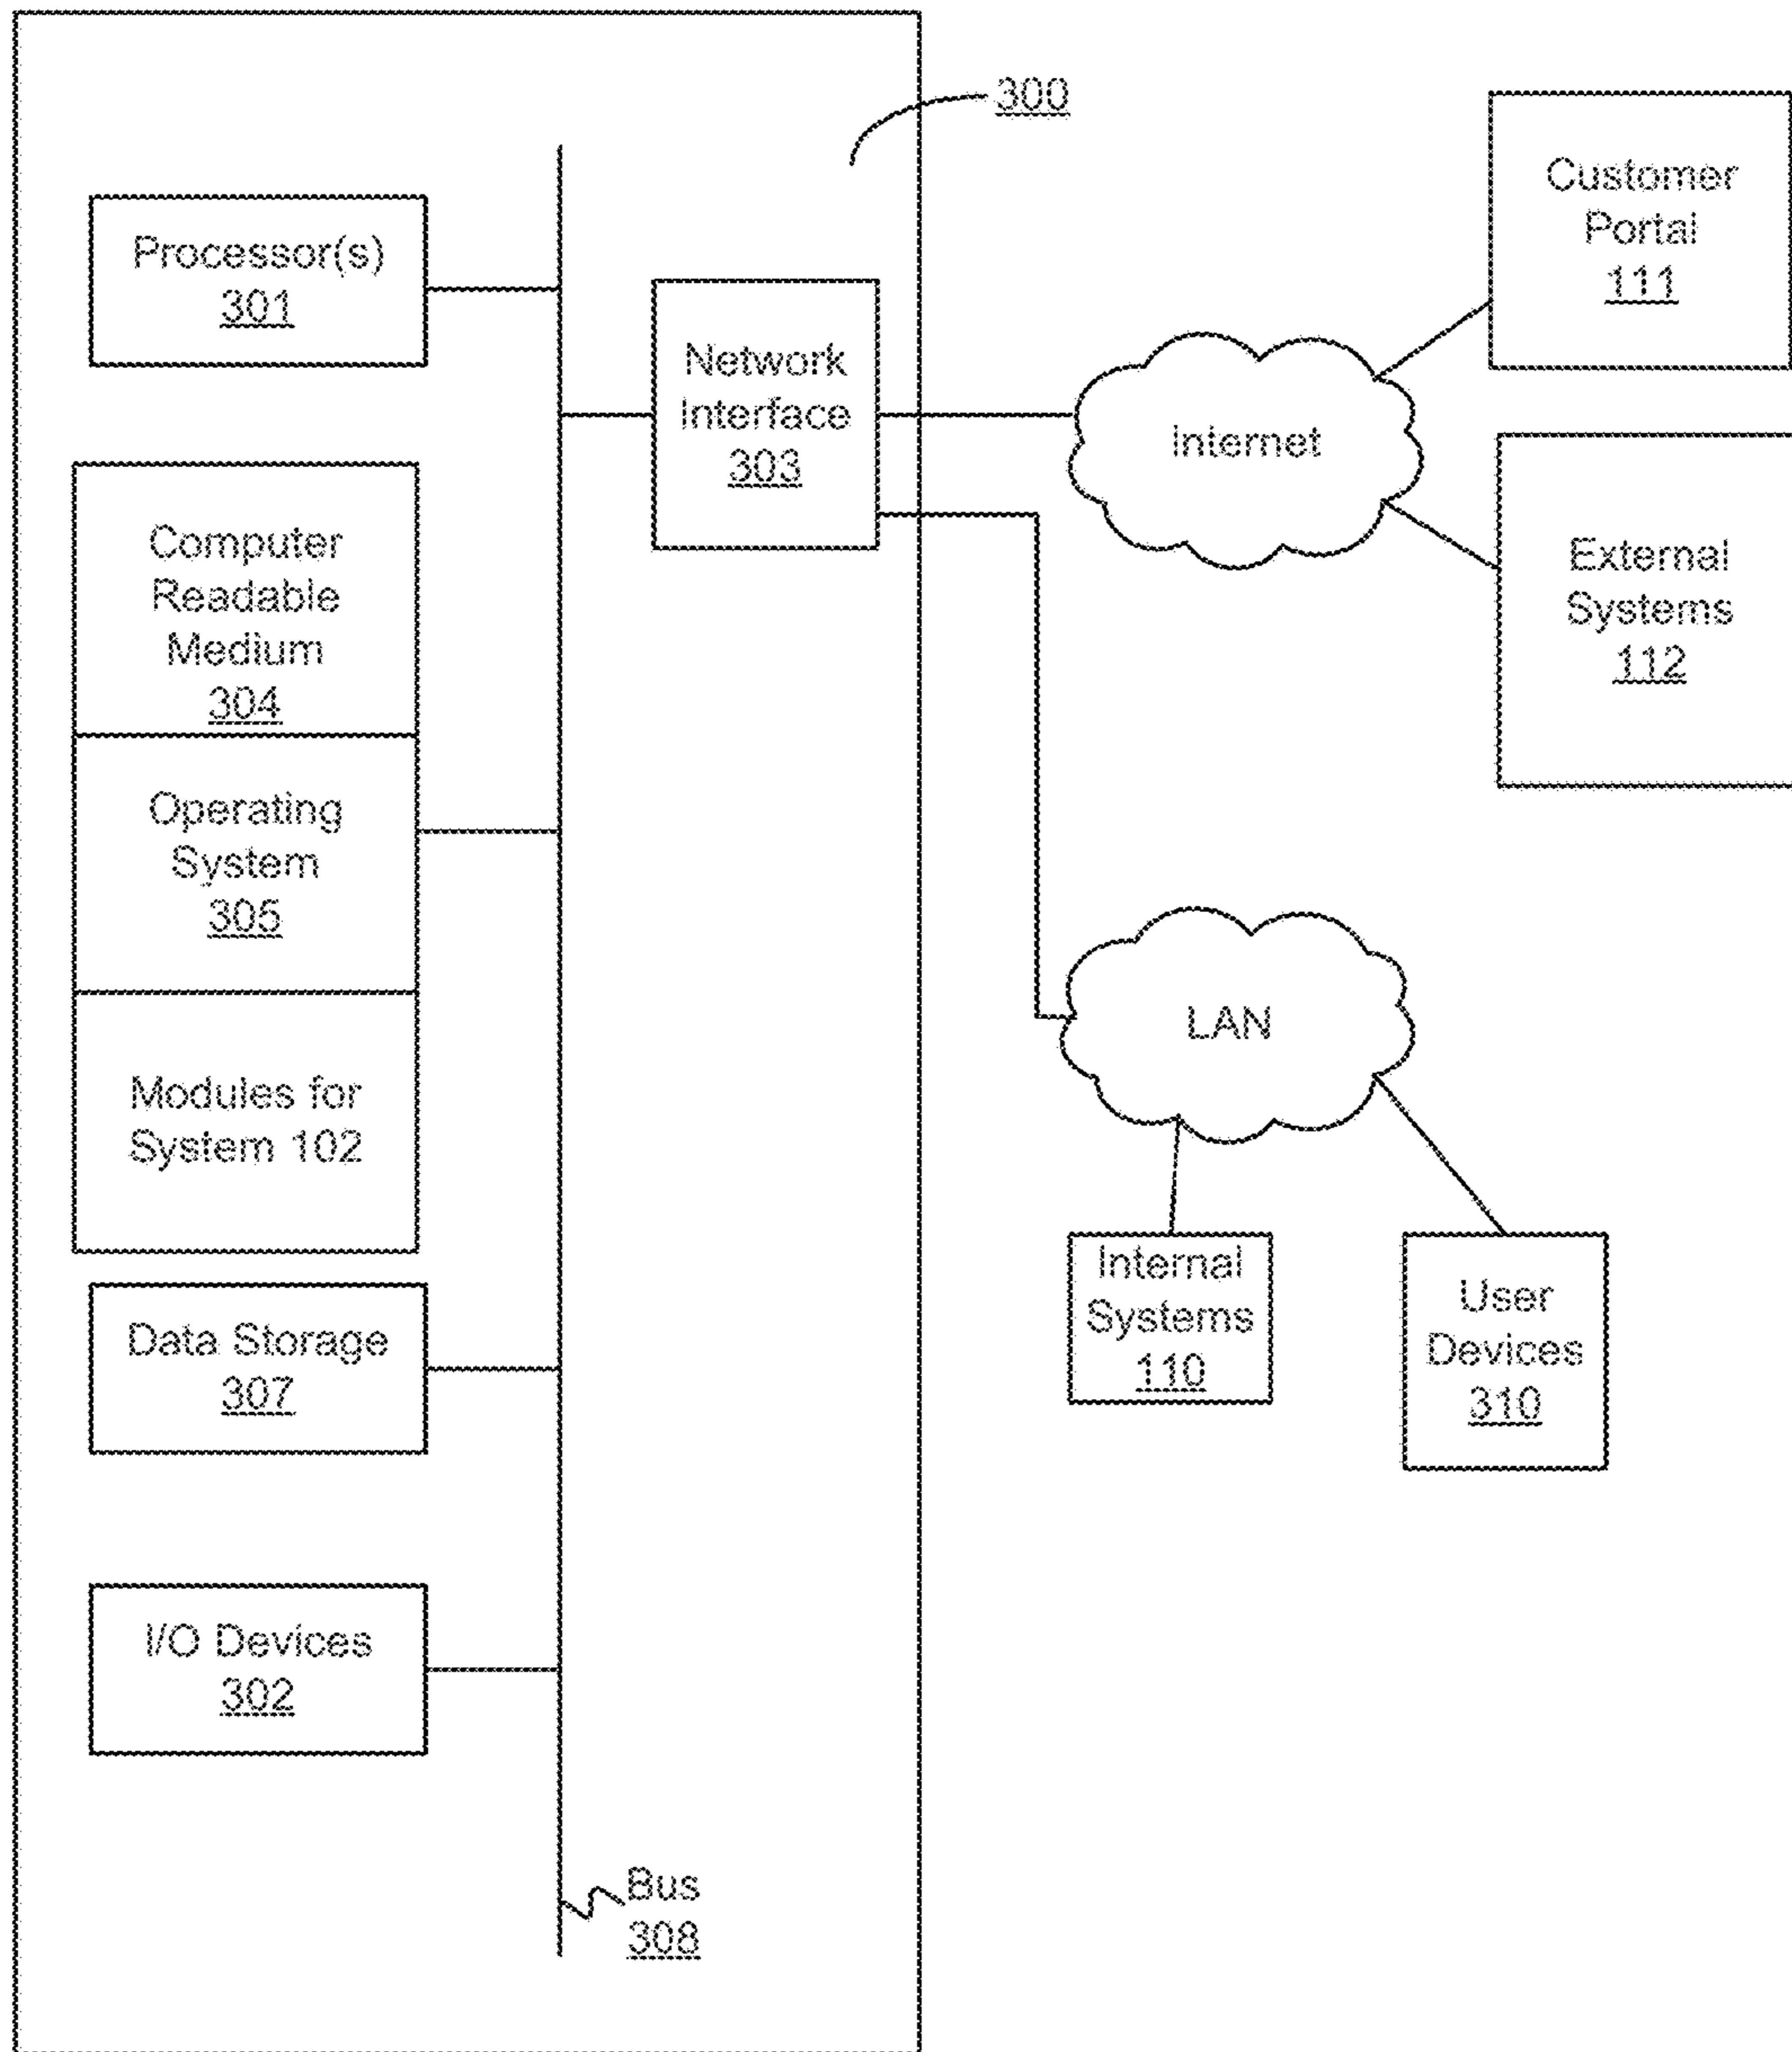 300
Processor(s)
301
Network
Interface
303
Computer
Readable
Medium
304
Operating
System
305
Modules for
System 102
Data Storage
307
I/O Devices
302
Bus
308
Internet
Customer
Portal
111
External
Systems
112
LAN
Internal
Systems
110
User
Devices
310